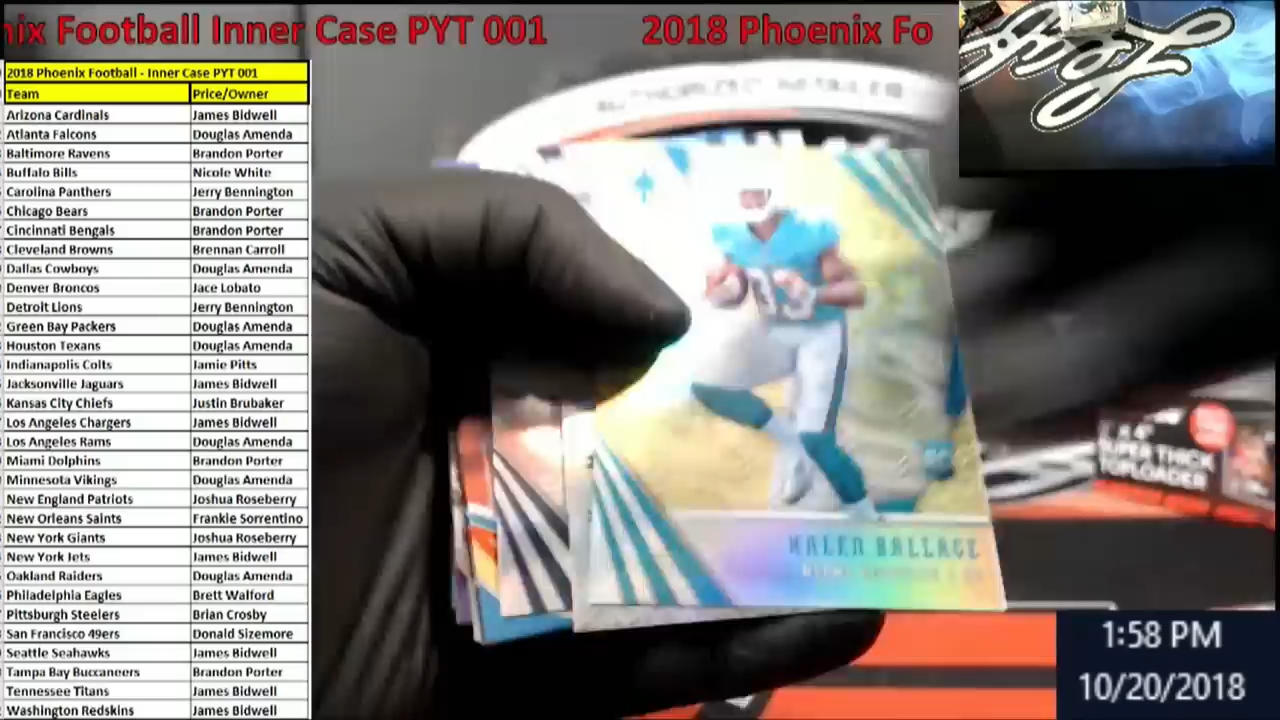 nix Football Inner Case PYT 001 2018 Phoenix Fo
2018 Phoenix Football - Inner Case PYT 001
Team Price/Owner
Arizona Cardinals James Bidwell
Atlanta Falcons Douglas Amenda
Baltimore Ravens Brandon Porter
Buffalo Bills Nicole White
Carolina Panthers Jerry Bennington
Chicago Bears Brandon Porter
Cincinnati Bengals Brandon Porter
Cleveland Browns Brennan Carroll
Dallas Cowboys Douglas Amenda
Denver Broncos Jace Lobato
Detroit Lions Jerry Bennington
Green Bay Packers Douglas Amenda
Houston Texans Douglas Amenda
Indianapolis Colts Jamie Pitts
Jacksonville Jaguars James Bidwell
Kansas City Chiefs Justin Brubaker
Los Angeles Chargers James Bidwell
Los Angeles Rams Douglas Amenda
Miami Dolphins Brandon Porter
Minnesota Vikings Douglas Amenda
New England Patriots Joshua Roseberry
New Orleans Saints Frankie Sorrentino
New York Giants Joshua Roseberry
New York Jets James Bidwell
Oakland Raiders Douglas Amenda
Philadelphia Eagles Brett Walford
Pittsburgh Steelers Brian Crosby
San Francisco 49ers Donald Sizemore
Seattle Seahawks James Bidwell
Tampa Bay Buccaneers Brandon Porter
Tennessee Titans James Bidwell
Washington Redskins James Bidwell
AUTHORIZED RETAILER
KALEN BALLAGE
SUPER THICK
TOPLOADER
1:58 PM
10/20/2018